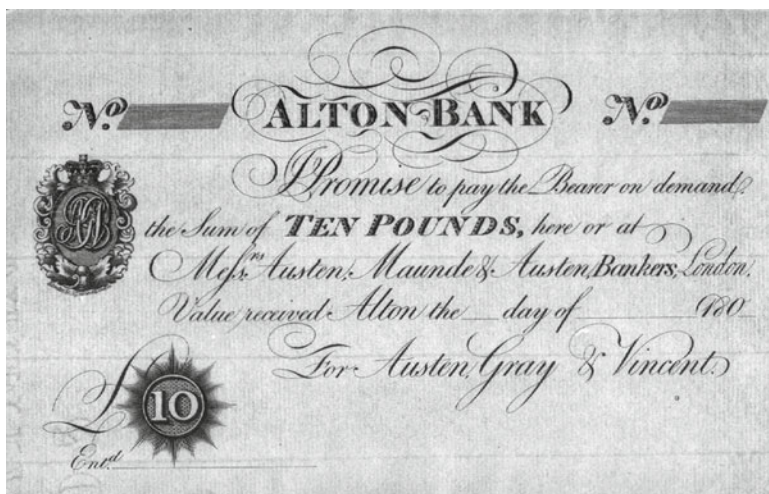 No. ALTON BANK No.
I Promise to pay the Bearer on demand
the Sum of TEN POUNDS, here or at
Messrs Austen, Maunde & Austen, Bankers, London.
Value received Alton the day of 180
For Austen, Gray & Vincent.
£ 10
Entd.